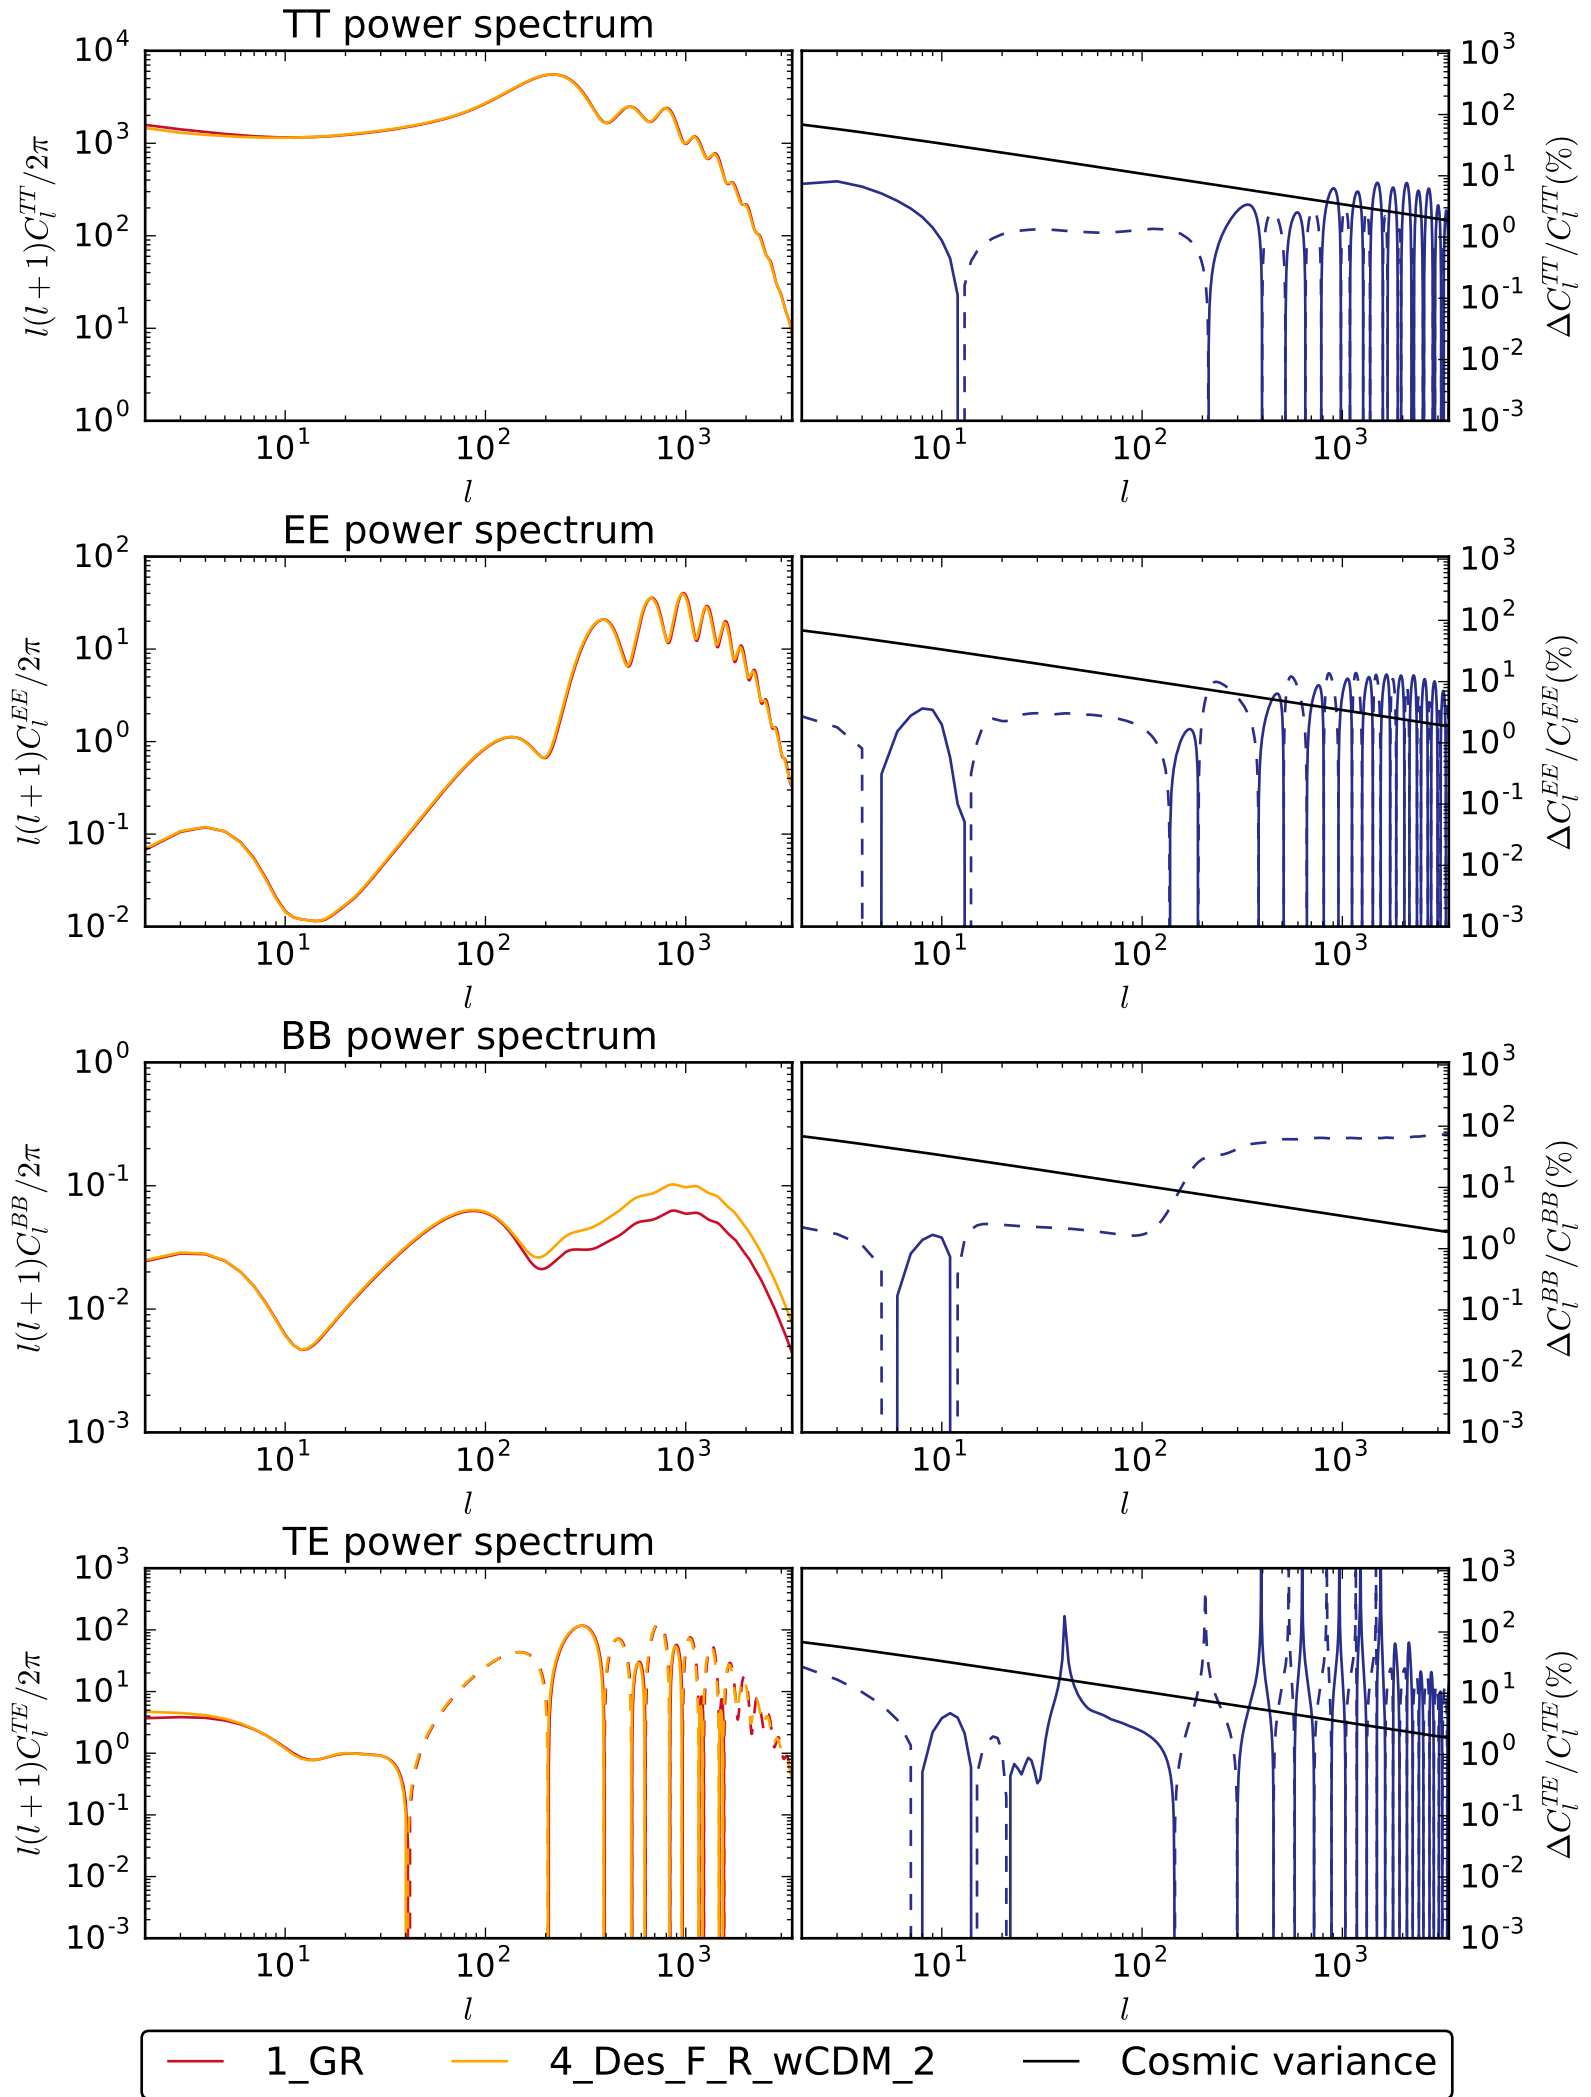 TT power spectrum
10^4
10^3
10^2
10^1
10^0
l(l+1)C_l^{TT}/2π
10^1 10^2 10^3
l
10^3
10^2
10^1
10^0
10^-1
10^-2
10^-3
ΔC_l^{TT}/C_l^{TT}(%)
10^1 10^2 10^3
l
EE power spectrum
10^2
10^1
10^0
10^-1
10^-2
l(l+1)C_l^{EE}/2π
10^1 10^2 10^3
l
10^3
10^2
10^1
10^0
10^-1
10^-2
10^-3
ΔC_l^{EE}/C_l^{EE}(%)
10^1 10^2 10^3
l
BB power spectrum
10^0
10^-1
10^-2
10^-3
l(l+1)C_l^{BB}/2π
10^1 10^2 10^3
l
10^3
10^2
10^1
10^0
10^-1
10^-2
10^-3
ΔC_l^{BB}/C_l^{BB}(%)
10^1 10^2 10^3
l
TE power spectrum
10^3
10^2
10^1
10^0
10^-1
10^-2
10^-3
l(l+1)C_l^{TE}/2π
10^1 10^2 10^3
l
10^3
10^2
10^1
10^0
10^-1
10^-2
10^-3
ΔC_l^{TE}/C_l^{TE}(%)
10^1 10^2 10^3
l
1_GR 4_Des_F_R_wCDM_2 Cosmic variance